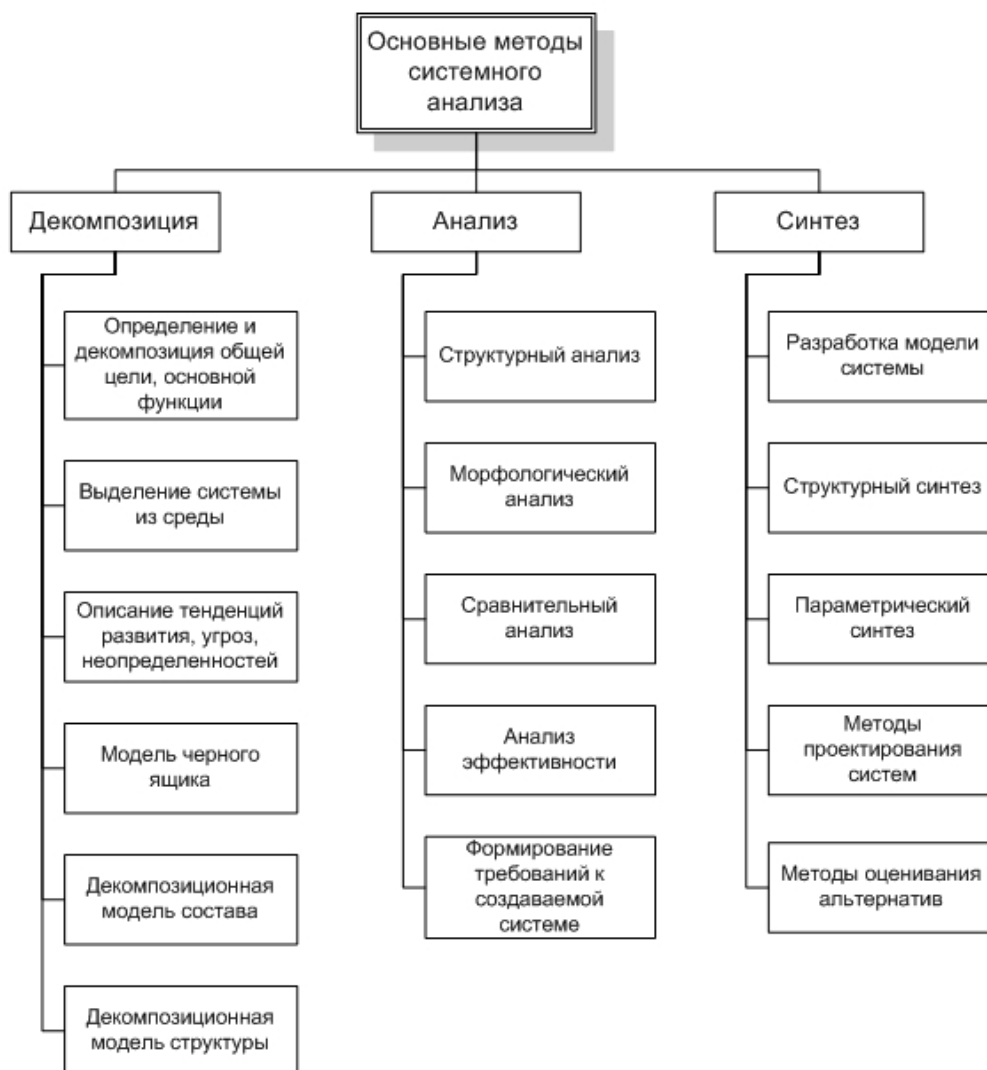 Основные методы
системного
анализа
Декомпозиция
Определение и
декомпозиция общей
цели, основной
функции
Выделение системы
из среды
Описание тенденций
развития, угроз,
неопределенностей
Модель черного
ящика
Декомпозиционная
модель состава
Декомпозиционная
модель структуры
Анализ
Структурный анализ
Морфологический
анализ
Сравнительный
анализ
Анализ
эффективности
Формирование
требований к
создаваемой
системе
Синтез
Разработка модели
системы
Структурный синтез
Параметрический
синтез
Методы
проектирования
систем
Методы оценивания
альтернатив